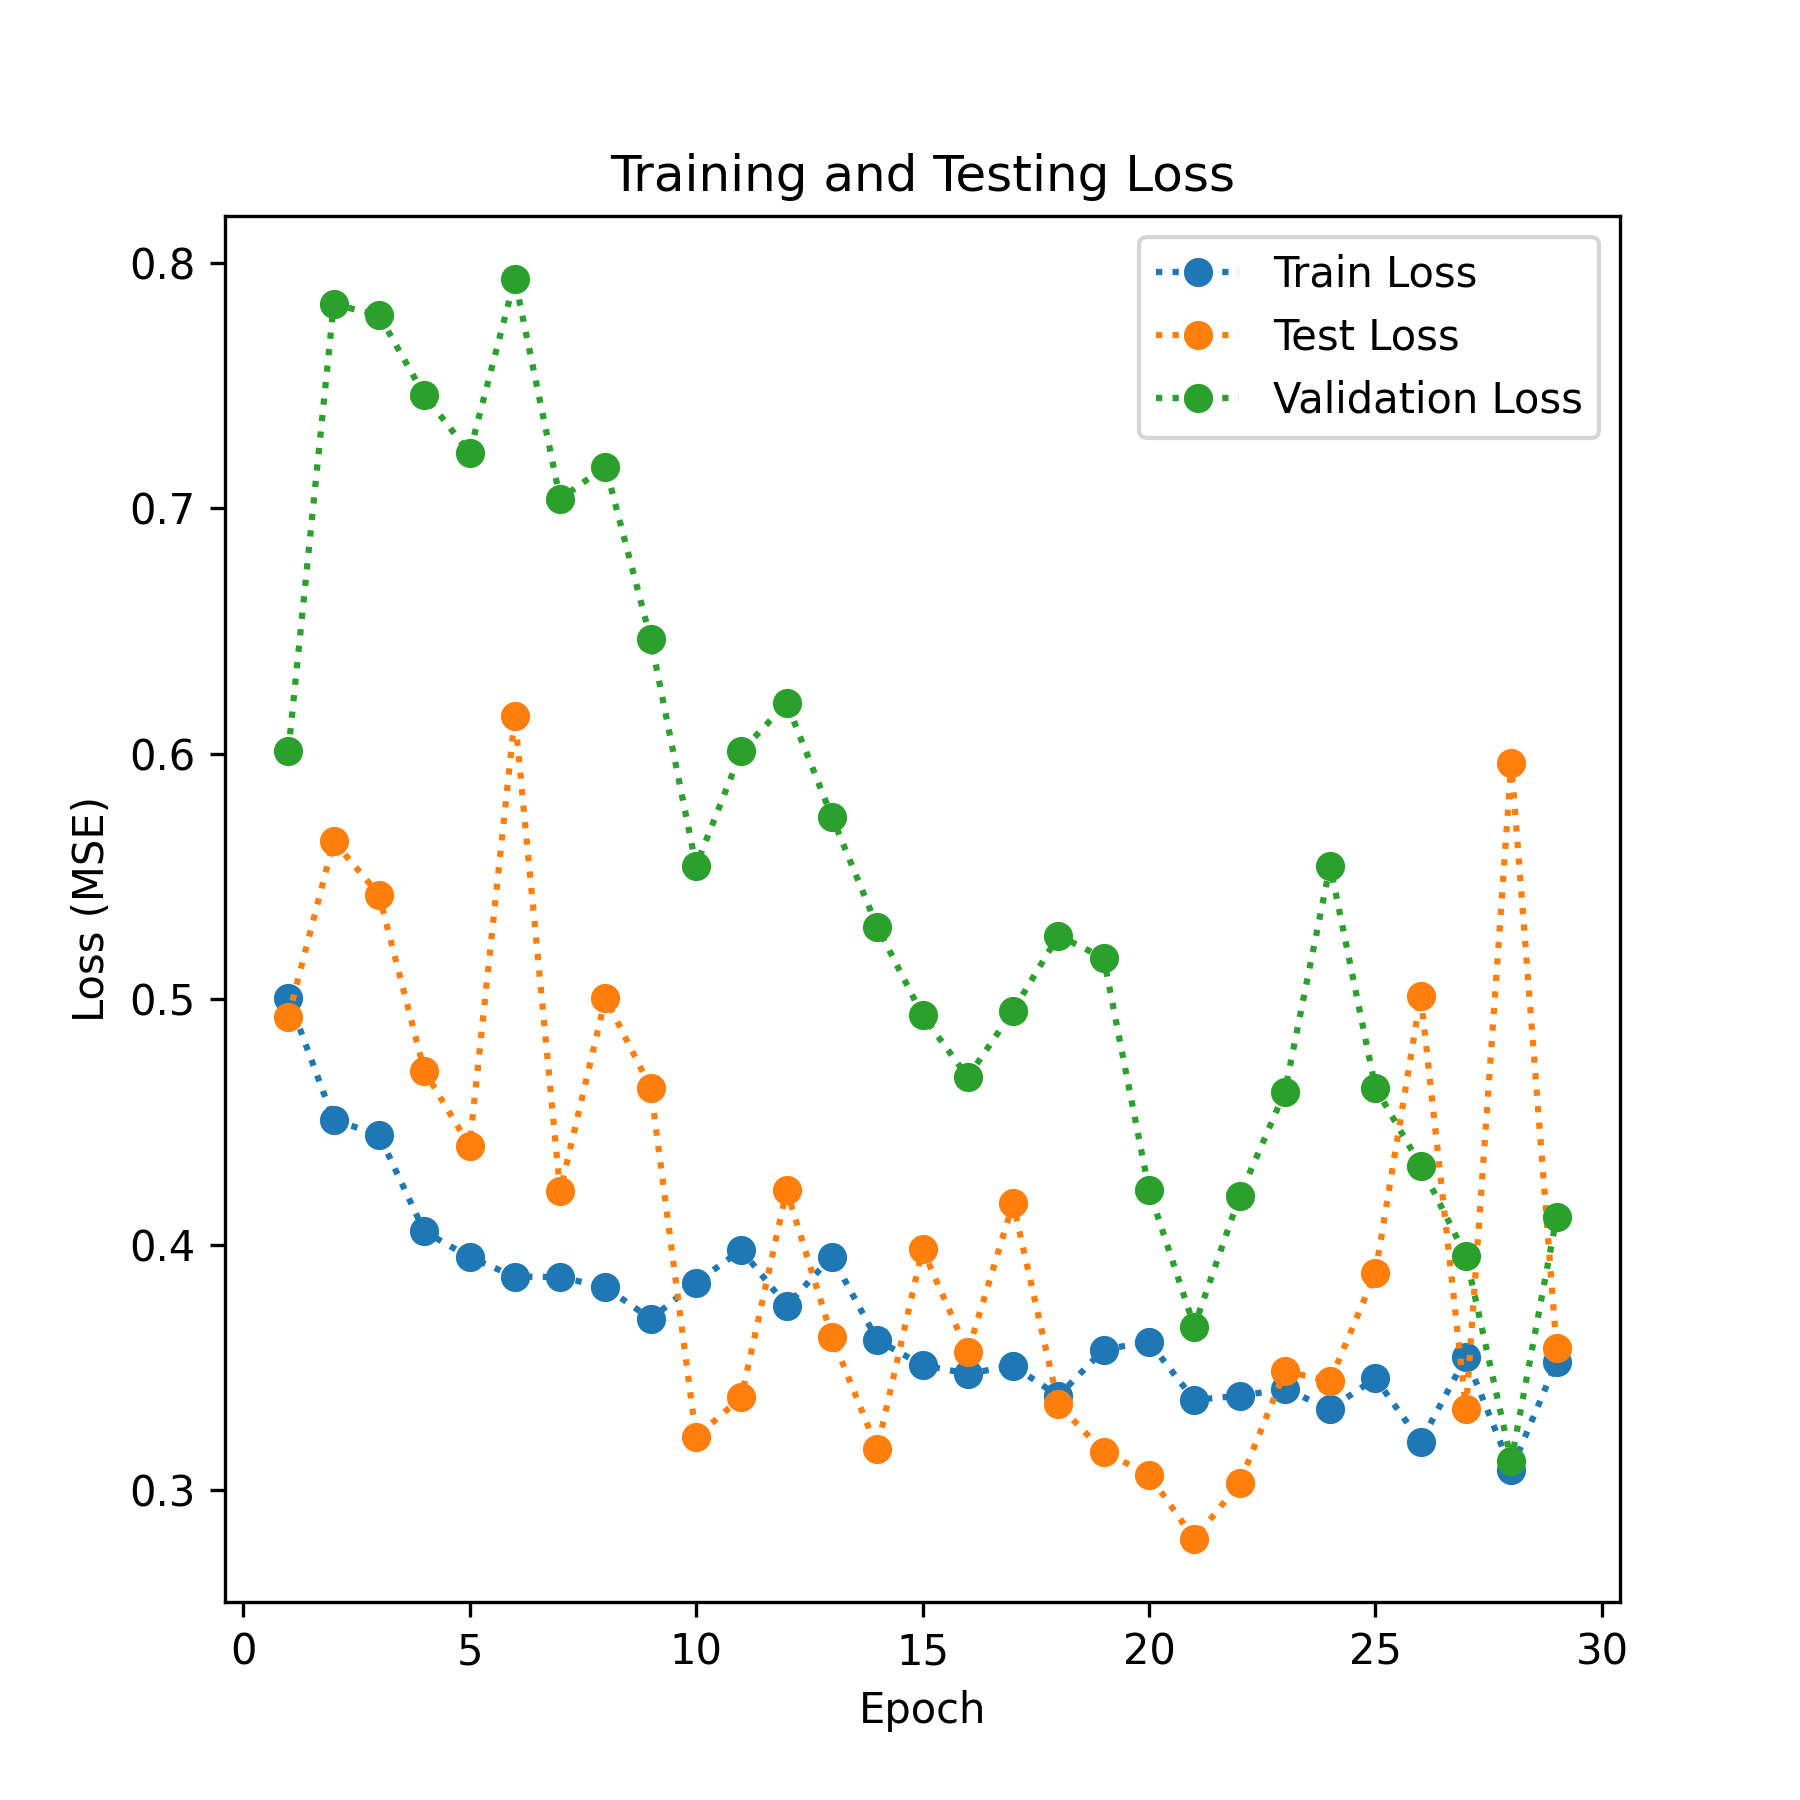 Training and Testing Loss
Train Loss
Test Loss
Validation Loss
0.8
0.7
0.6
0.5
0.4
0.3
Loss (MSE)
0 5 10 15 20 25 30
Epoch